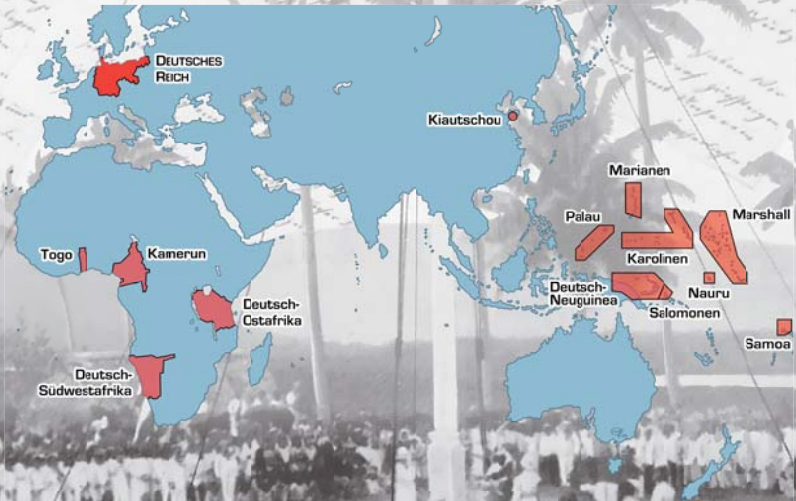 DEUTSCHES
REICH
Kiautschou
Marianen
Palau
Marshall
Karolinen
Togo
Kamerun
Deutsch-
Neuguinea
Nauru
Salomonen
Deutsch-
Ostafrika
Samoa
Deutsch-
Südwestafrika